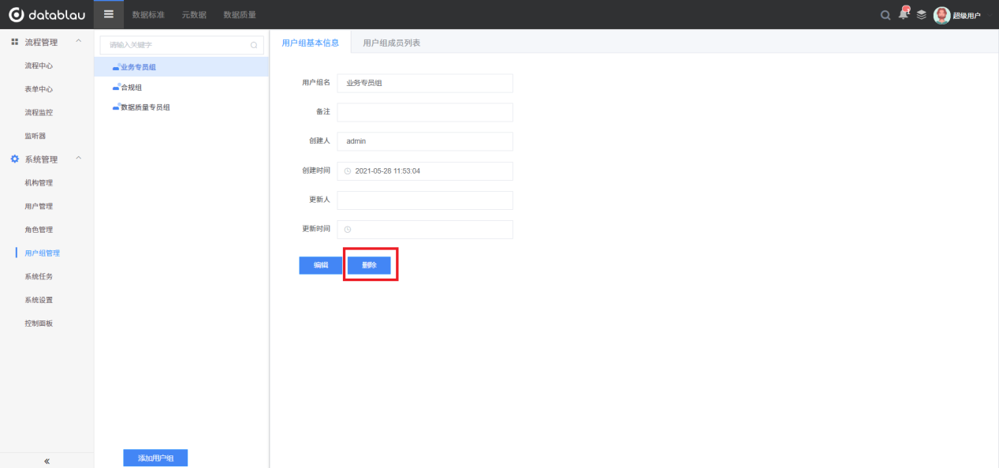 datablau
数据标准
元数据
数据质量
超级用户
流程管理
流程中心
表单中心
流程监控
监听器
系统管理
机构管理
用户管理
角色管理
用户组管理
系统任务
系统设置
控制面板
«
请输入关键字
业务专员组
合规组
数据质量专员组
添加用户组
用户组基本信息
用户组成员列表
用户组名 业务专员组
备注
创建人 admin
创建时间 2021-05-28 11:53:04
更新人
更新时间
编辑
删除